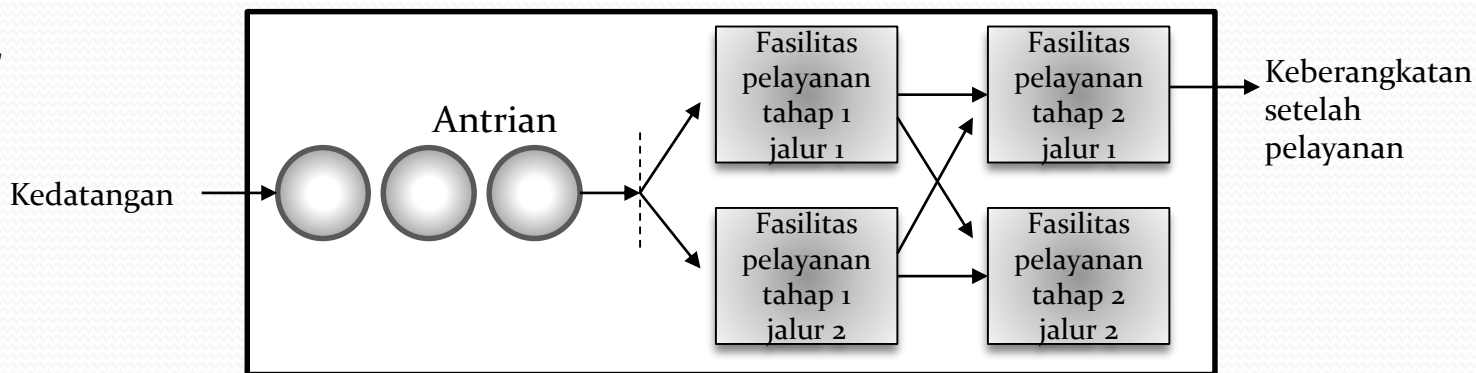 Kedatangan
Antrian
Fasilitas
pelayanan
tahap 1
jalur 1
Fasilitas
pelayanan
tahap 2
jalur 1
Fasilitas
pelayanan
tahap 1
jalur 2
Fasilitas
pelayanan
tahap 2
jalur 2
Keberangkatan
setelah
pelayanan